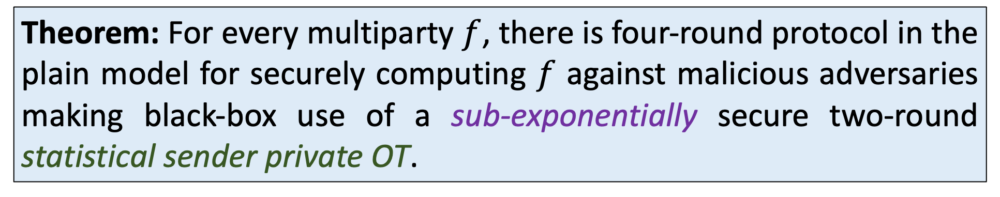 Theorem: For every multiparty 𝑓, there is four-round protocol in the
plain model for securely computing 𝑓 against malicious adversaries
making black-box use of a sub-exponentially secure two-round
statistical sender private OT.